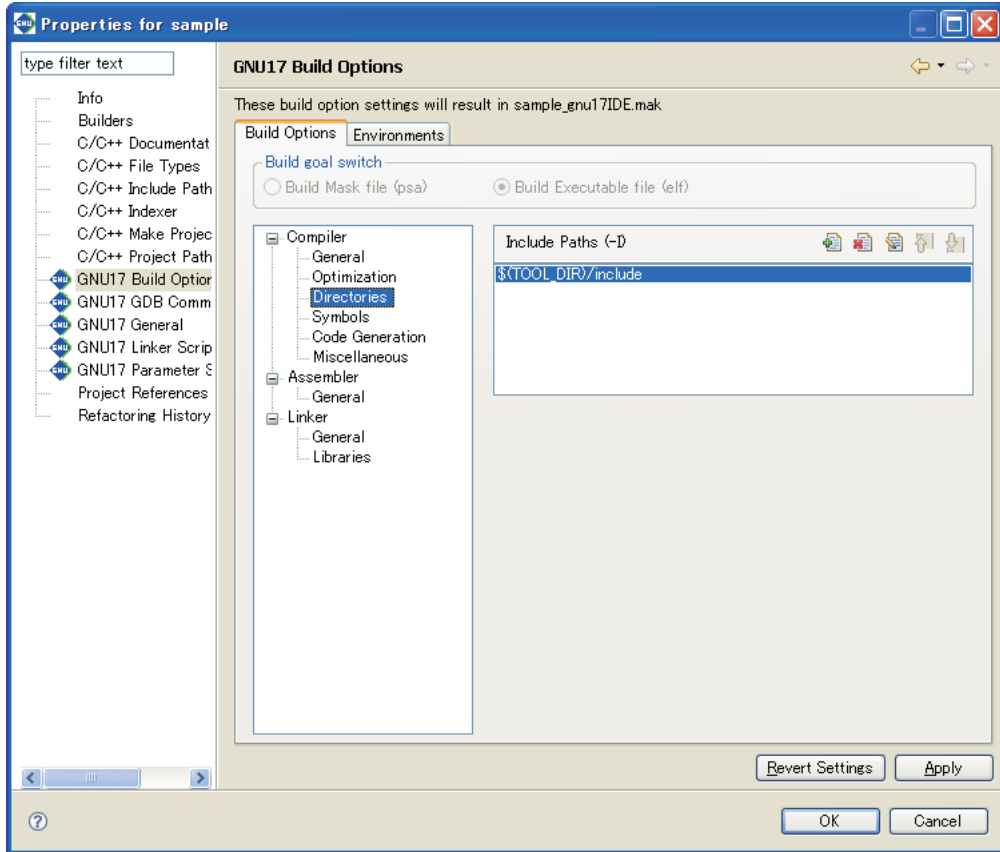 Properties for sample
type filter text
Info
Builders
C/C++ Documentat
C/C++ File Types
C/C++ Include Path
C/C++ Indexer
C/C++ Make Projec
C/C++ Project Path
GNU17 Build Option
GNU17 GDB Comm
GNU17 General
GNU17 Linker Scrip
GNU17 Parameter S
Project References
Refactoring History
GNU17 Build Options
These build option settings will result in sample_gnu17IDE.mak
Build Options
Environments
Build goal switch
Build Mask file (psa)
Build Executable file (elf)
Compiler
General
Optimization
Directories
Symbols
Code Generation
Miscellaneous
Assembler
General
Linker
General
Libraries
Include Paths (-I)
$(TOOL_DIR)/include
Revert Settings
Apply
OK
Cancel